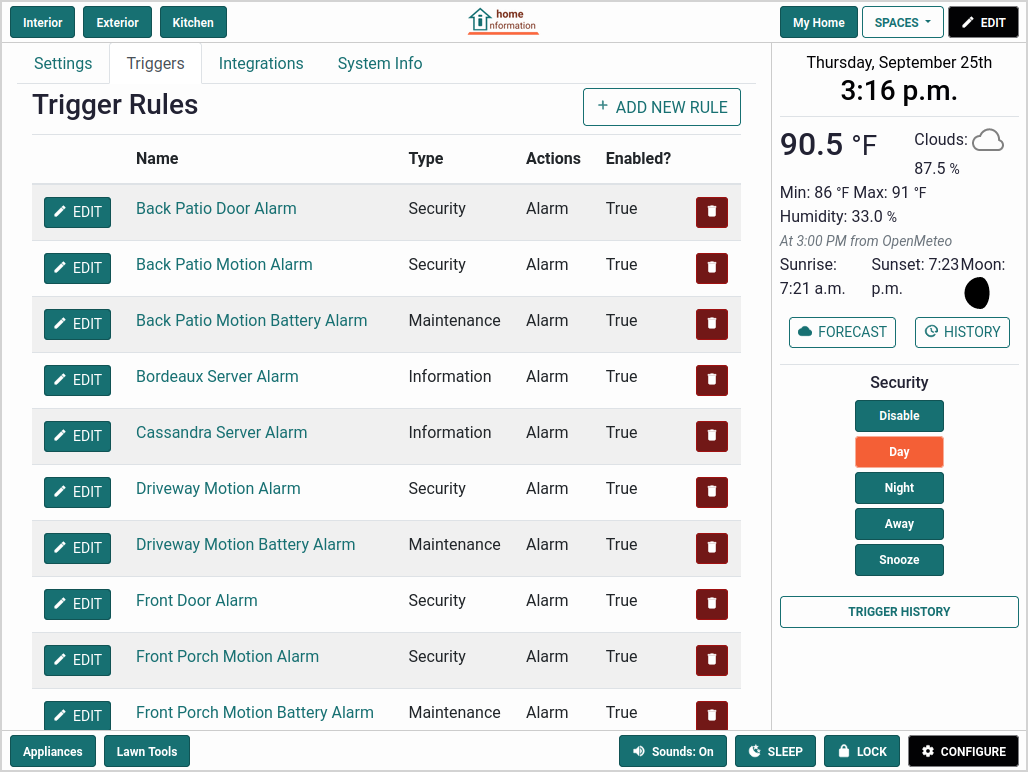 Interior Exterior Kitchen home information My Home SPACES EDIT
Settings Triggers Integrations System Info
Trigger Rules + ADD NEW RULE
Name Type Actions Enabled?
EDIT Back Patio Door Alarm Security Alarm True
EDIT Back Patio Motion Alarm Security Alarm True
EDIT Back Patio Motion Battery Alarm Maintenance Alarm True
EDIT Bordeaux Server Alarm Information Alarm True
EDIT Cassandra Server Alarm Information Alarm True
EDIT Driveway Motion Alarm Security Alarm True
EDIT Driveway Motion Battery Alarm Maintenance Alarm True
EDIT Front Door Alarm Security Alarm True
EDIT Front Porch Motion Alarm Security Alarm True
EDIT Front Porch Motion Battery Alarm Maintenance Alarm True
Thursday, September 25th
3:16 p.m.
90.5 °F
Clouds:
87.5 %
Min: 86 °F Max: 91 °F
Humidity: 33.0 %
At 3:00 PM from OpenMeteo
Sunrise: Sunset: 7:23 Moon:
7:21 a.m. p.m.
FORECAST HISTORY
Security
Disable
Day
Night
Away
Snooze
TRIGGER HISTORY
Appliances Lawn Tools Sounds: On SLEEP LOCK CONFIGURE